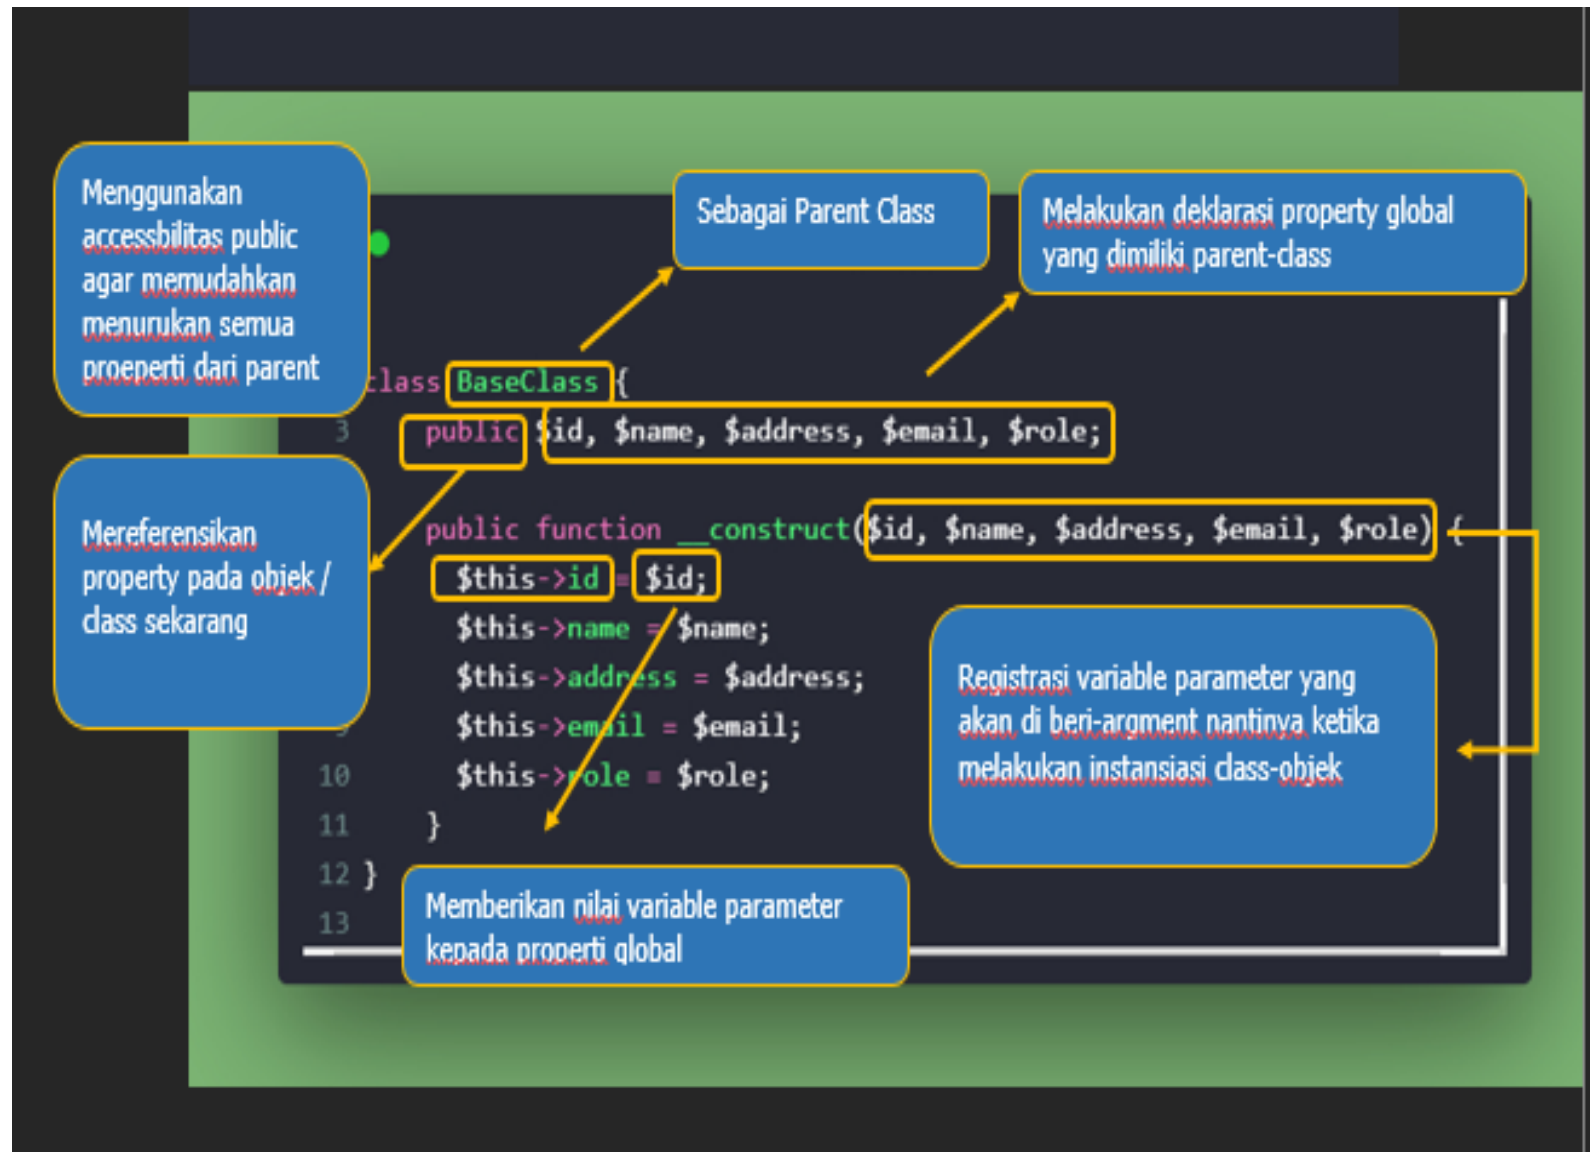 Menggunakan
accessbilitas public
agar memudahkan
menurukan semua
proeperti dari parent
Sebagai Parent Class
Melakukan deklarasi property global
yang dimiliki parent-class
class BaseClass {
3 public $id, $name, $address, $email, $role;
Mereferensikan
property pada objek /
class sekarang
public function __construct($id, $name, $address, $email, $role) {
$this->id = $id;
$this->name = $name;
$this->address = $address;
9 $this->email = $email;
10 $this->role = $role;
11 }
12 }
13
Registrasi variable parameter yang
akan di beri-argment nantinya ketika
melakukan instansiasi class-objek
Memberikan nilai variable parameter
kepada properti global